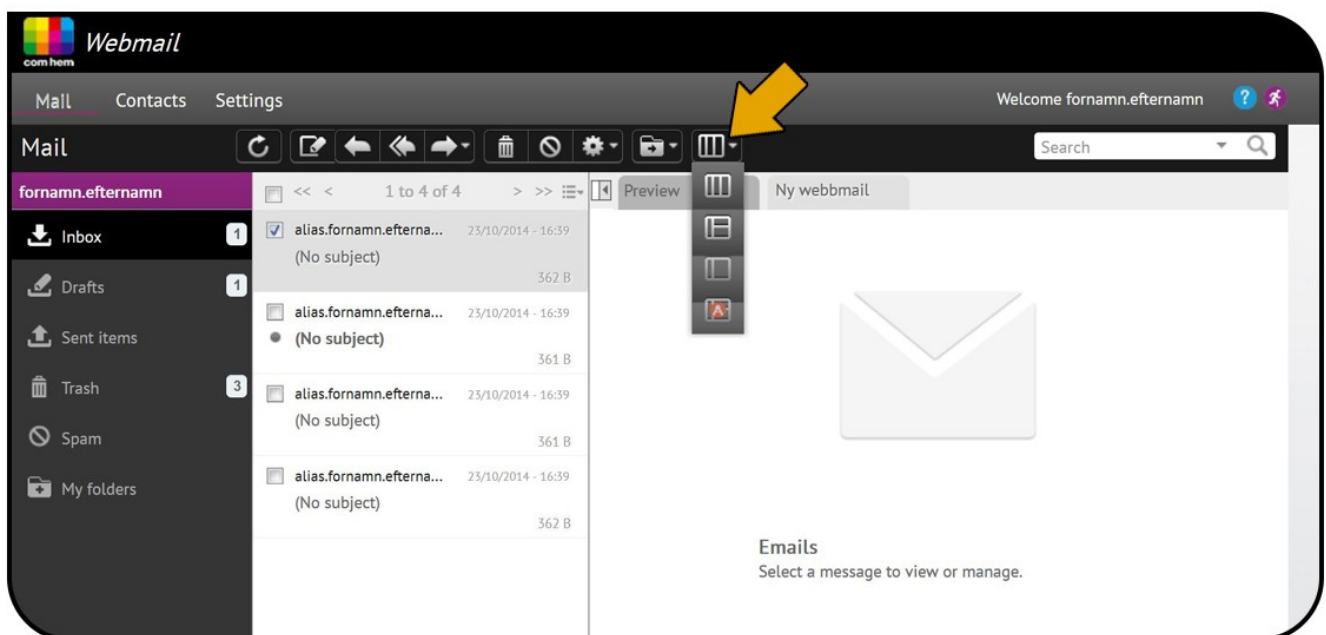 com hem
Webmail
Mail Contacts Settings
Welcome fornamn.efternamn ?
Mail
Search
fornamn.efternamn
<< < 1 to 4 of 4 > >>
Preview
Ny webbmail
Inbox 1
Drafts 1
Sent items
Trash 3
Spam
My folders
alias.fornamn.efterna... 23/10/2014 - 16:39
(No subject)
362 B
alias.fornamn.efterna... 23/10/2014 - 16:39
(No subject)
361 B
alias.fornamn.efterna... 23/10/2014 - 16:39
(No subject)
361 B
alias.fornamn.efterna... 23/10/2014 - 16:39
(No subject)
362 B
A
Emails
Select a message to view or manage.